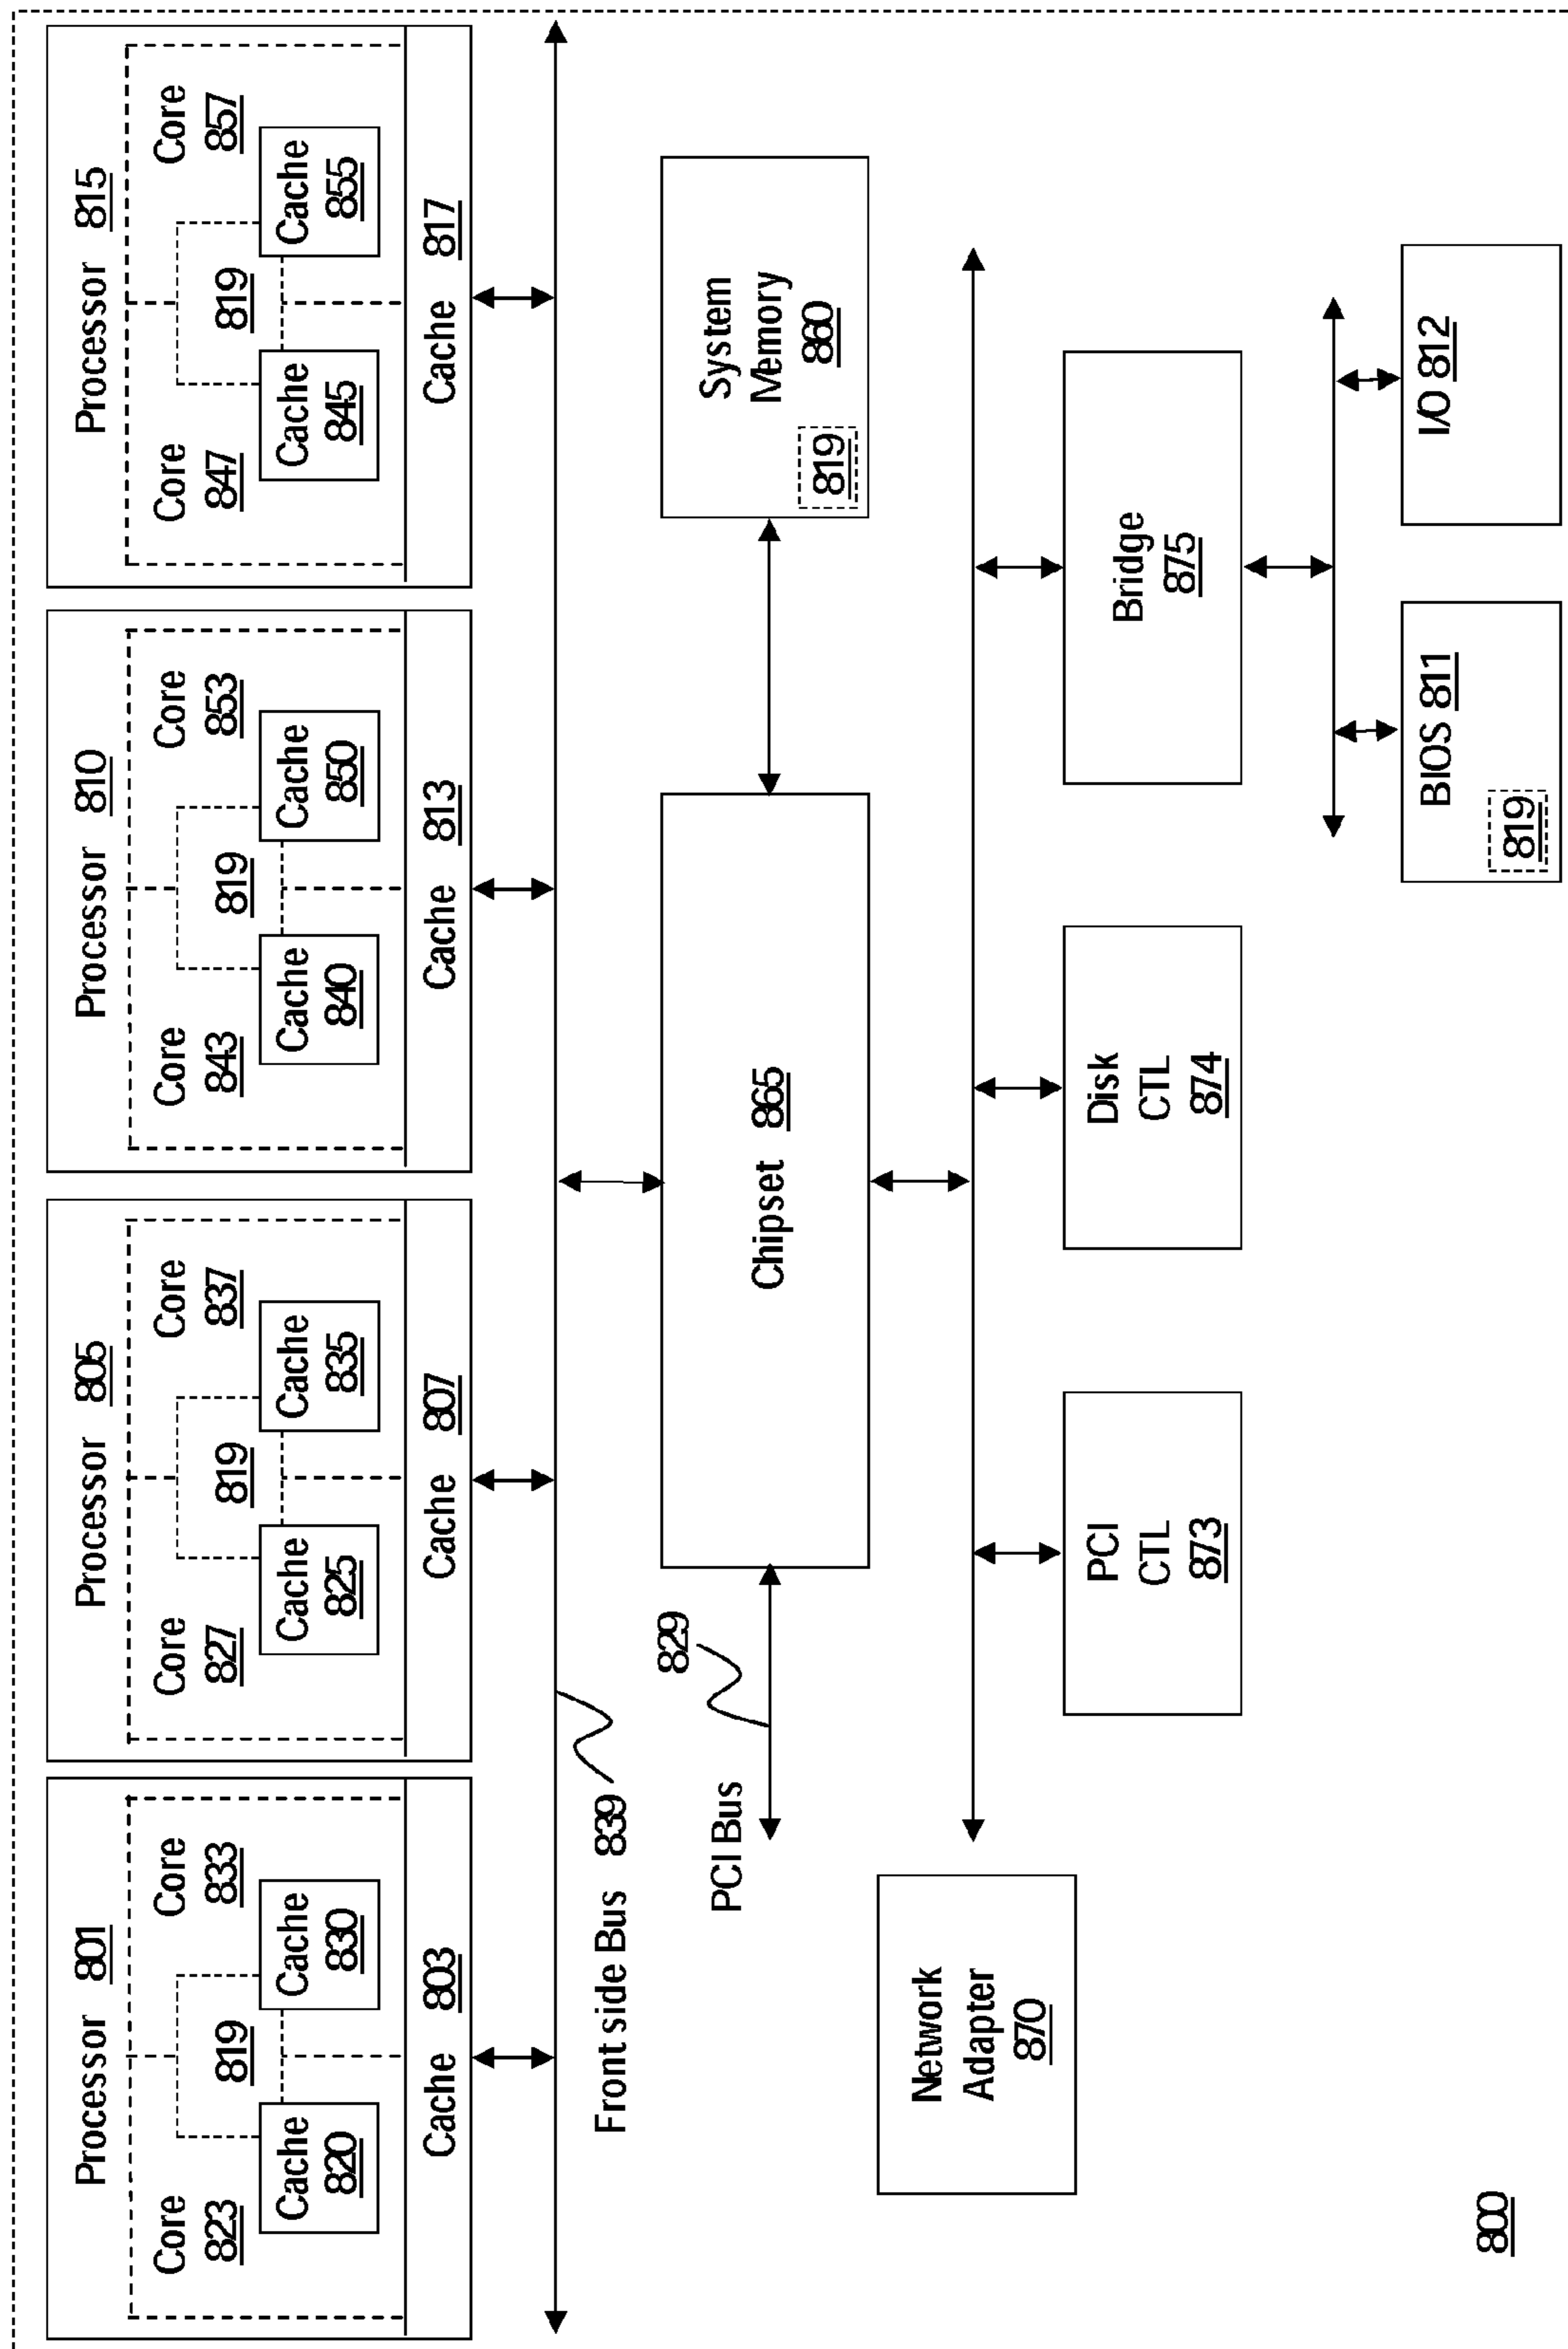 Processor 801
Core
823
Core
833
819
Cache
820
Cache
830
Cache 803
Processor 805
Core
827
Core
837
819
Cache
825
Cache
835
Cache 807
Processor 810
Core
843
Core
853
819
Cache
840
Cache
850
Cache 813
Processor 815
Core
847
Core
857
819
Cache
845
Cache
855
Cache 817
Front side Bus 839
PCI Bus
829
Chipset 865
System
Memory
860
819
Network
Adapter
870
PCI
CTL
873
Disk
CTL
874
Bridge
875
BIOS 811
819
I/O 812
800